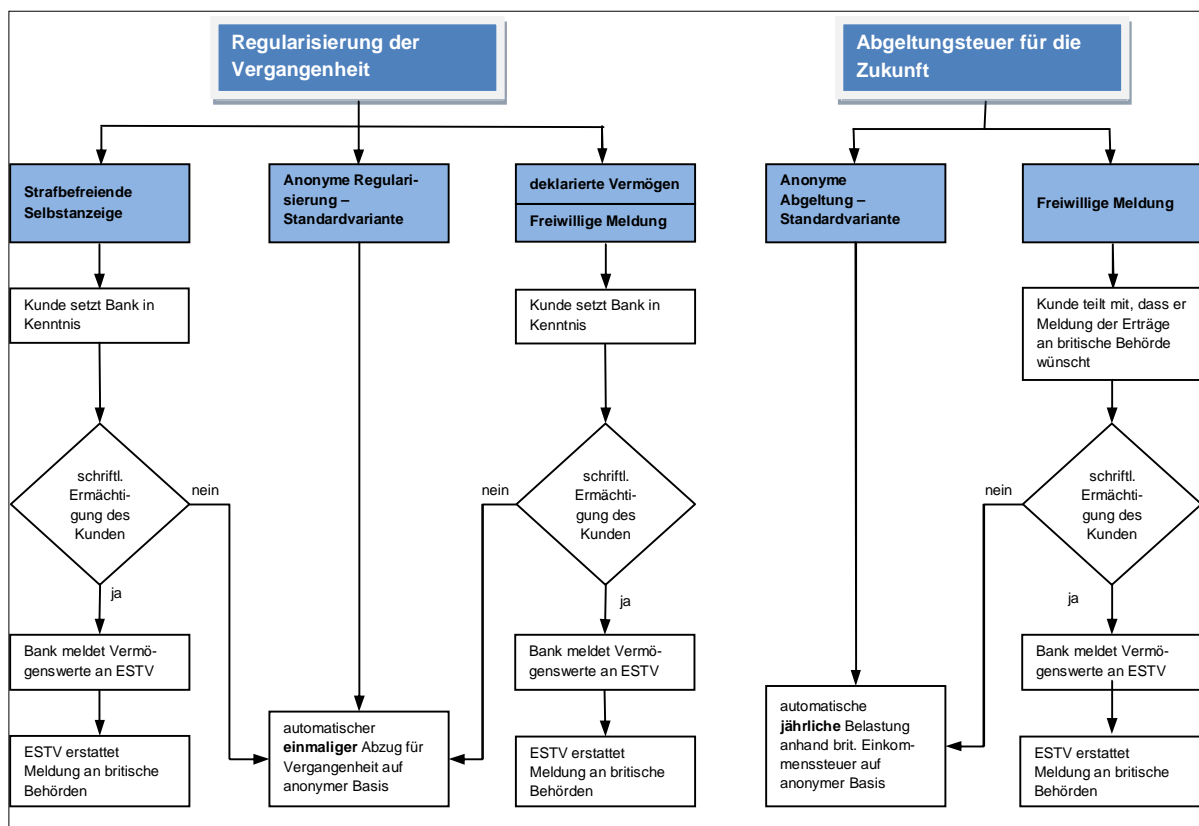 Regularisierung der
Vergangenheit
Abgeltungsteuer für die
Zukunft
Strafbefreiende
Selbstanzeige
Anonyme Regulari-
sierung –
Standardvariante
deklarierte Vermögen
Freiwillige Meldung
Anonyme
Abgeltung –
Standardvariante
Freiwillige Meldung
Kunde setzt Bank in
Kenntnis
Kunde setzt Bank in
Kenntnis
Kunde teilt mit, dass er
Meldung der Erträge
an britische Behörde
wünscht
schriftl.
Ermächti-
gung des
Kunden
nein
ja
schriftl.
Ermächti-
gung des
Kunden
nein
ja
schriftl.
Ermächti-
gung des
Kunden
nein
ja
Bank meldet Vermö-
genswerte an ESTV
Bank meldet Vermö-
genswerte an ESTV
Bank meldet Vermö-
genswerte an ESTV
ESTV erstattet
Meldung an britische
Behörden
automatischer
einmaliger Abzug für
Vergangenheit auf
anonymer Basis
ESTV erstattet
Meldung an britische
Behörden
automatische
jährliche Belastung
anhand brit. Einkom-
menssteuer auf
anonymer Basis
ESTV erstattet
Meldung an britische
Behörden